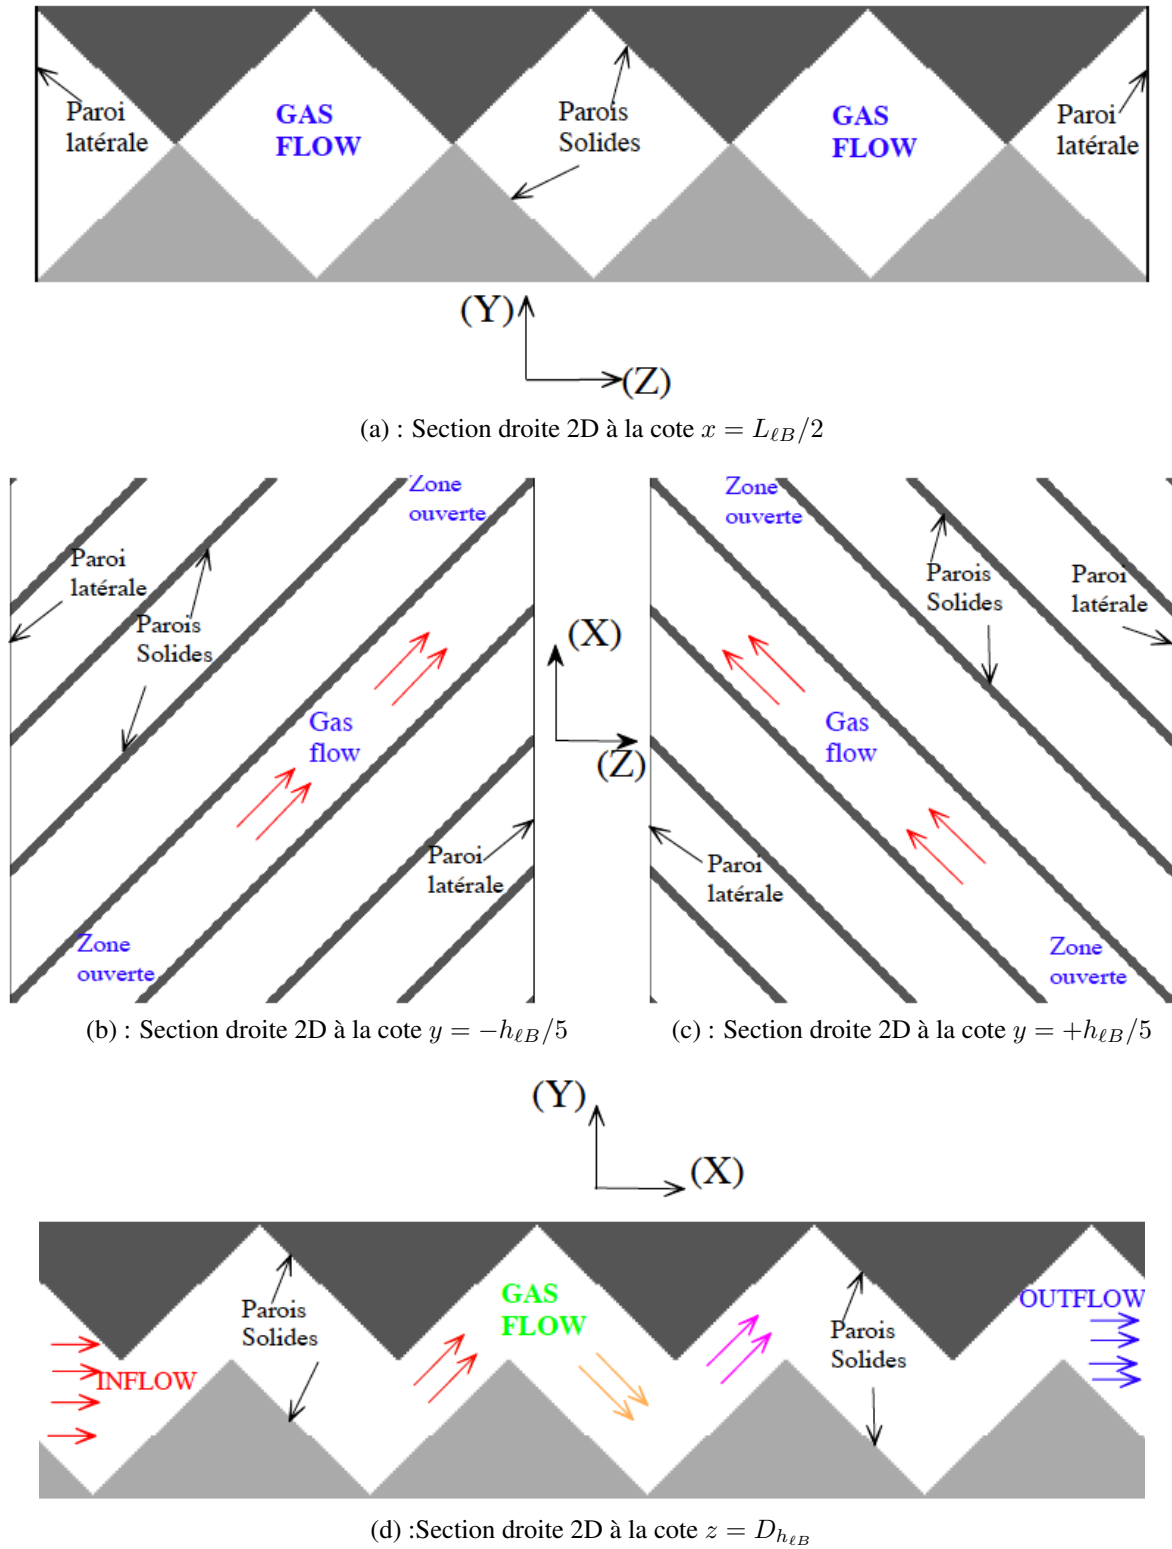 Paroi
latérale
GAS
FLOW
Parois
Solides
GAS
FLOW
Paroi
latérale
(Y)
(Z)
(a) : Section droite 2D à la cote x = L_{ℓB}/2
Zone
ouverte
Paroi
latérale
Parois
Solides
Gas
flow
Paroi
latérale
Zone
ouverte
(X)
(Z)
Zone
ouverte
Parois
Solides
Paroi
latérale
Gas
flow
Paroi
latérale
Zone
ouverte
(b) : Section droite 2D à la cote y = −h_{ℓB}/5
(c) : Section droite 2D à la cote y = +h_{ℓB}/5
(Y)
(X)
INFLOW
Parois
Solides
GAS
FLOW
Parois
Solides
OUTFLOW
(d) :Section droite 2D à la cote z = D_{h_{ℓB}}